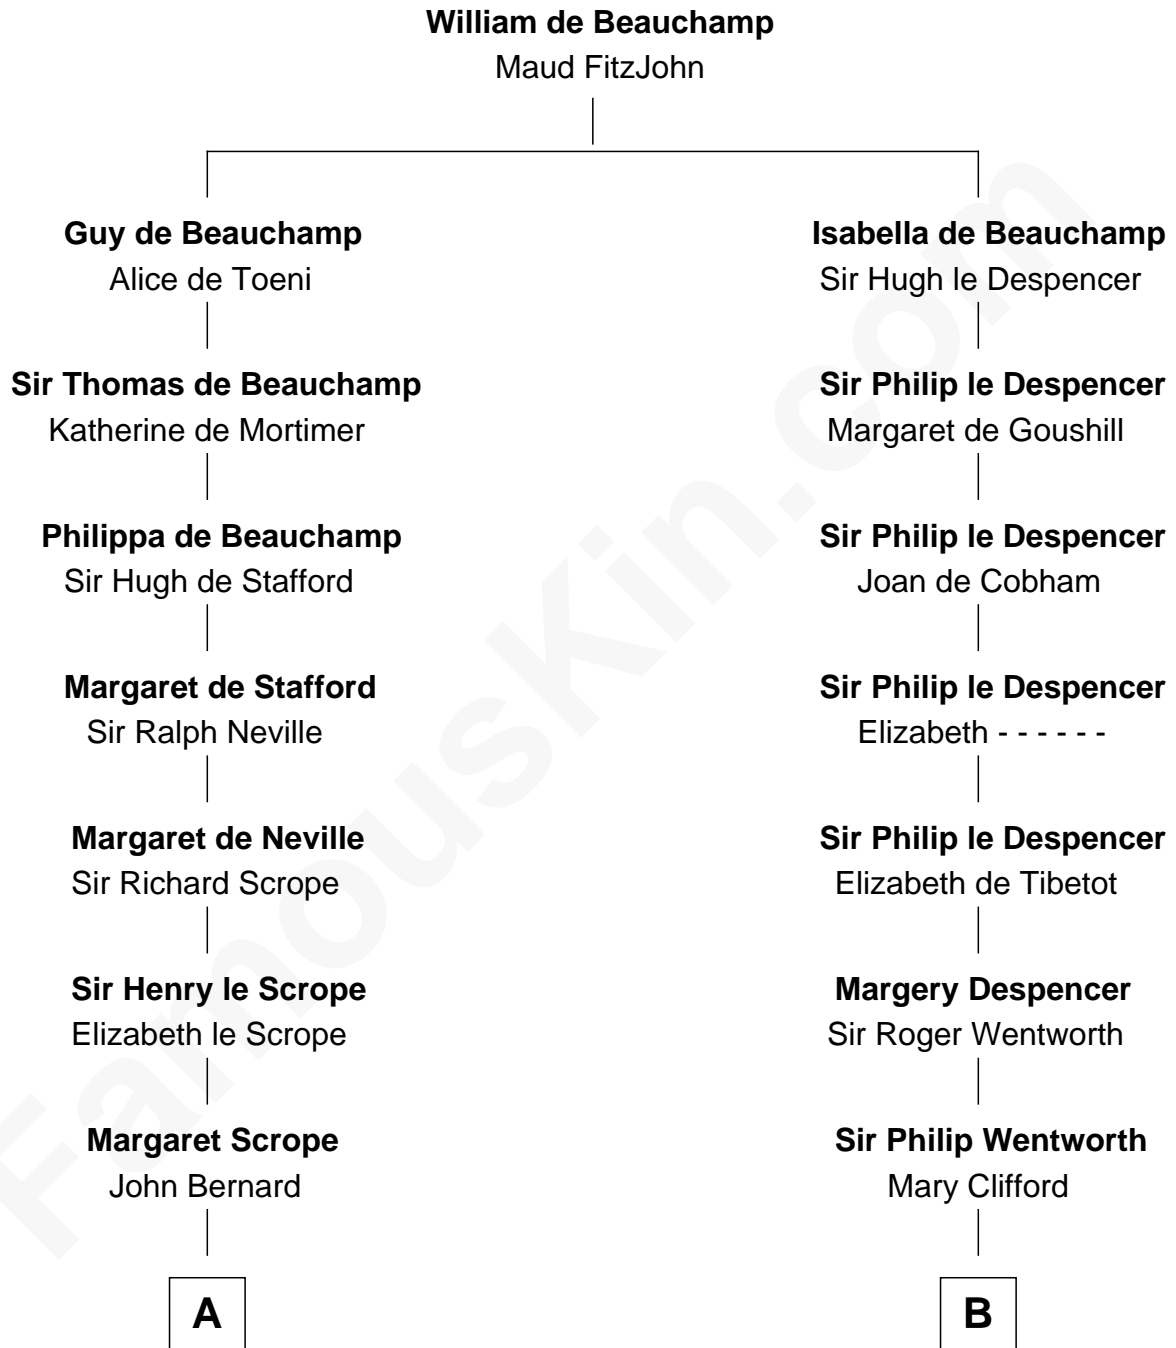 William de Beauchamp
Maud FitzJohn
Guy de Beauchamp
Alice de Toeni
Sir Thomas de Beauchamp
Katherine de Mortimer
Philippa de Beauchamp
Sir Hugh de Stafford
Margaret de Stafford
Sir Ralph Neville
Margaret de Neville
Sir Richard Scrope
Sir Henry le Scrope
Elizabeth le Scrope
Margaret Scrope
John Bernard
A
Isabella de Beauchamp
Sir Hugh le Despencer
Sir Philip le Despencer
Margaret de Goushill
Sir Philip le Despencer
Joan de Cobham
Sir Philip le Despencer
Elizabeth - - - - - -
Sir Philip le Despencer
Elizabeth de Tibetot
Margery Despencer
Sir Roger Wentworth
Sir Philip Wentworth
Mary Clifford
B
FamousKin.com